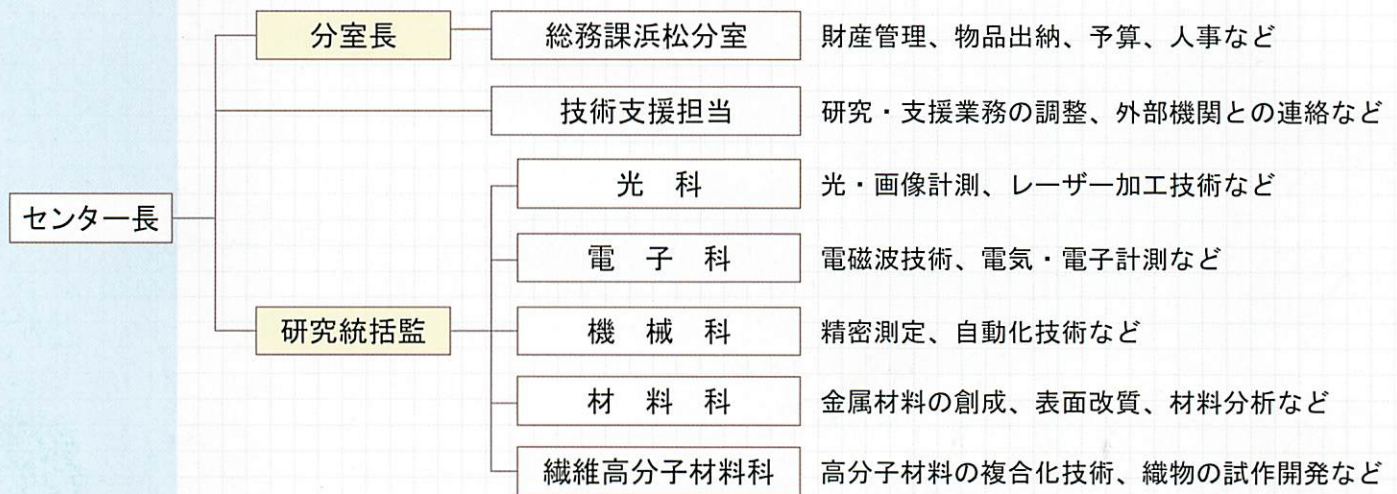 分室長 総務課浜松分室 財産管理、物品出納、予算、人事など
技術支援担当 研究・支援業務の調整、外部機関との連絡など
光 科 光・画像計測、レーザー加工技術など
センター長
電 子 科 電磁波技術、電気・電子計測など
研究統括監 機 械 科 精密測定、自動化技術など
材 料 科 金属材料の創成、表面改質、材料分析など
繊維高分子材料科 高分子材料の複合化技術、織物の試作開発など